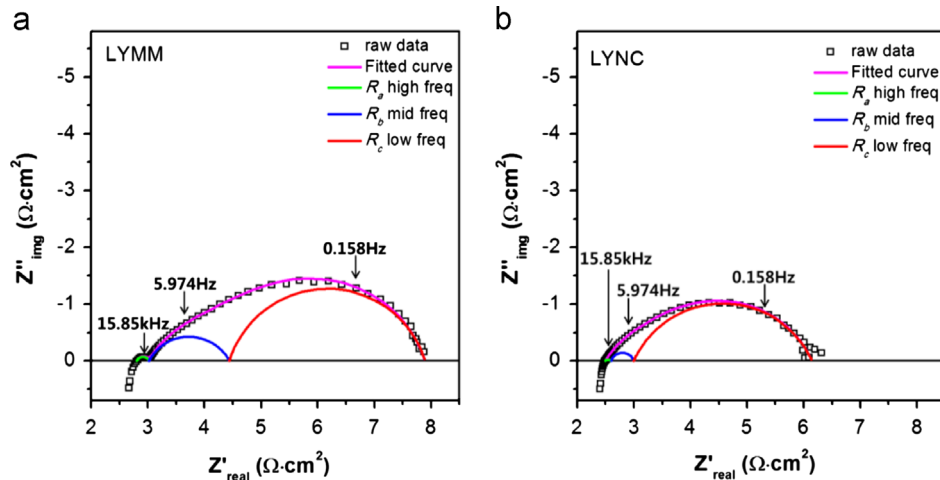 a
LYMM
raw data
Fitted curve
Ra high freq
Rb mid freq
Rc low freq
15.85kHz
5.974Hz
0.158Hz
-5
-4
-3
-2
-1
0
2 3 4 5 6 7 8
Z"img (Ω·cm²)
Z'real (Ω·cm²)
b
LYNC
raw data
Fitted curve
Ra high freq
Rb mid freq
Rc low freq
15.85kHz
5.974Hz
0.158Hz
-5
-4
-3
-2
-1
0
2 3 4 5 6 7 8
Z"img (Ω·cm²)
Z'real (Ω·cm²)